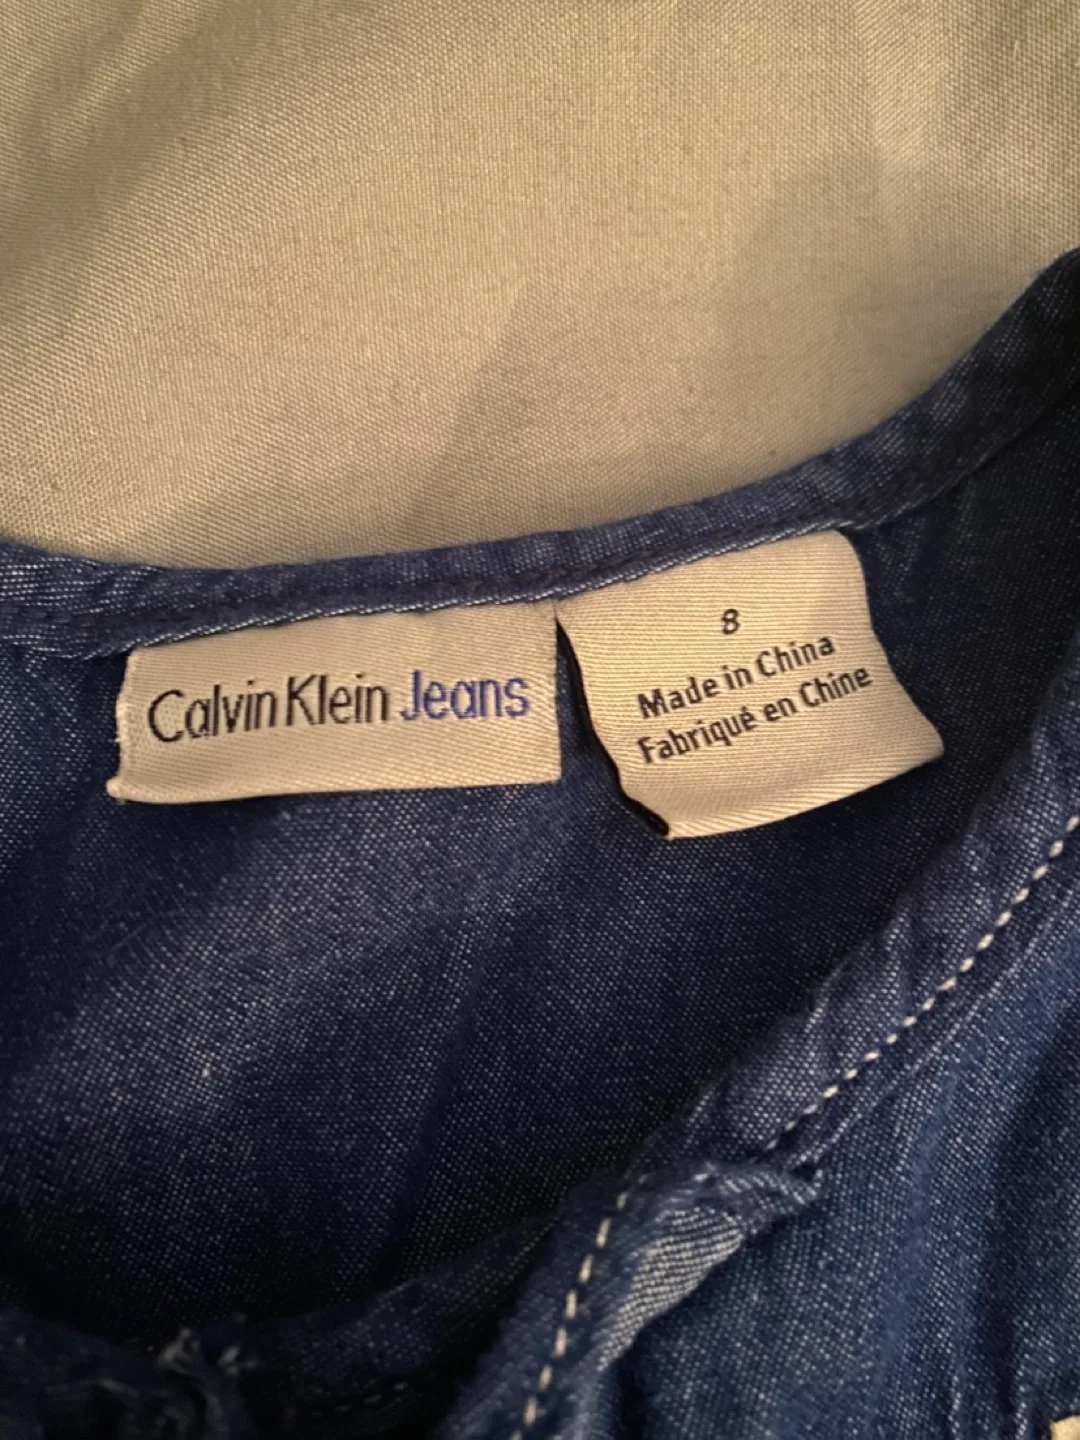 Calvin Klein Jeans
8
Made in China
Fabriqué en Chine